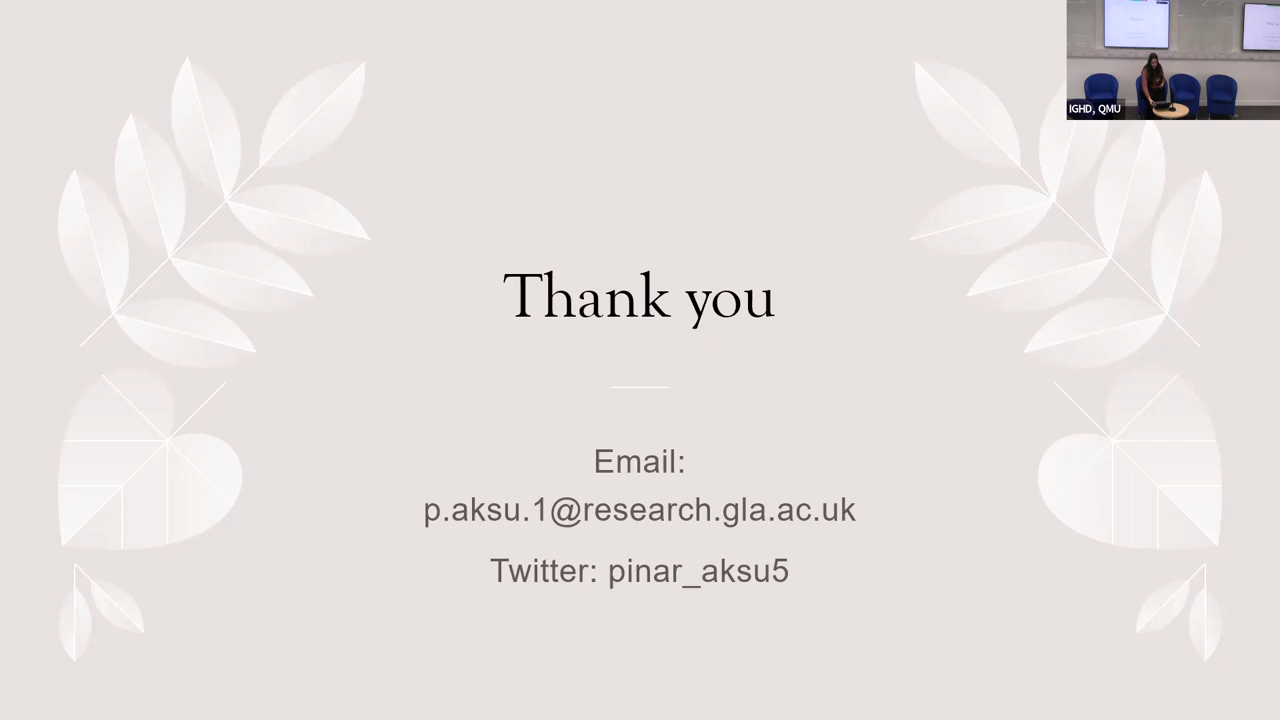 IGHD, QMU
Thank you
Email:
p.aksu.1@research.gla.ac.uk
Twitter: pinar_aksu5